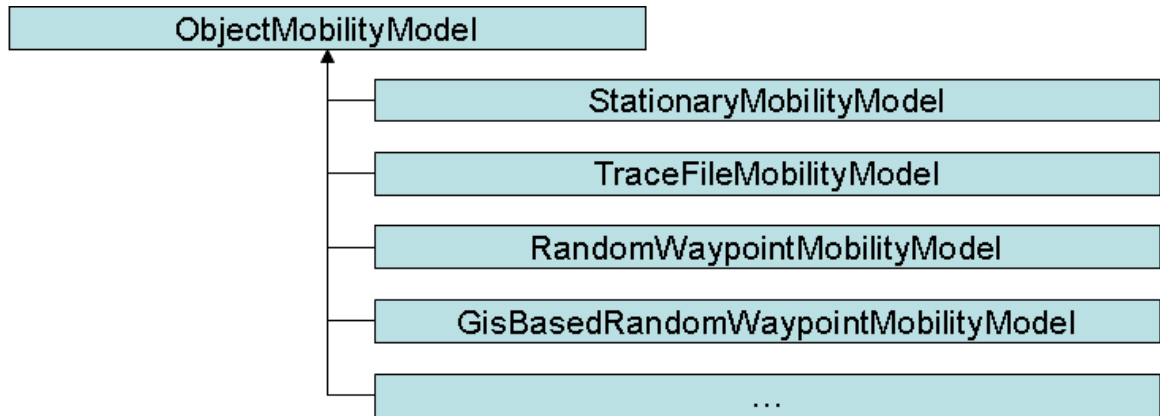 ObjectMobilityModel
StationaryMobilityModel
TraceFileMobilityModel
RandomWaypointMobilityModel
GisBasedRandomWaypointMobilityModel
...